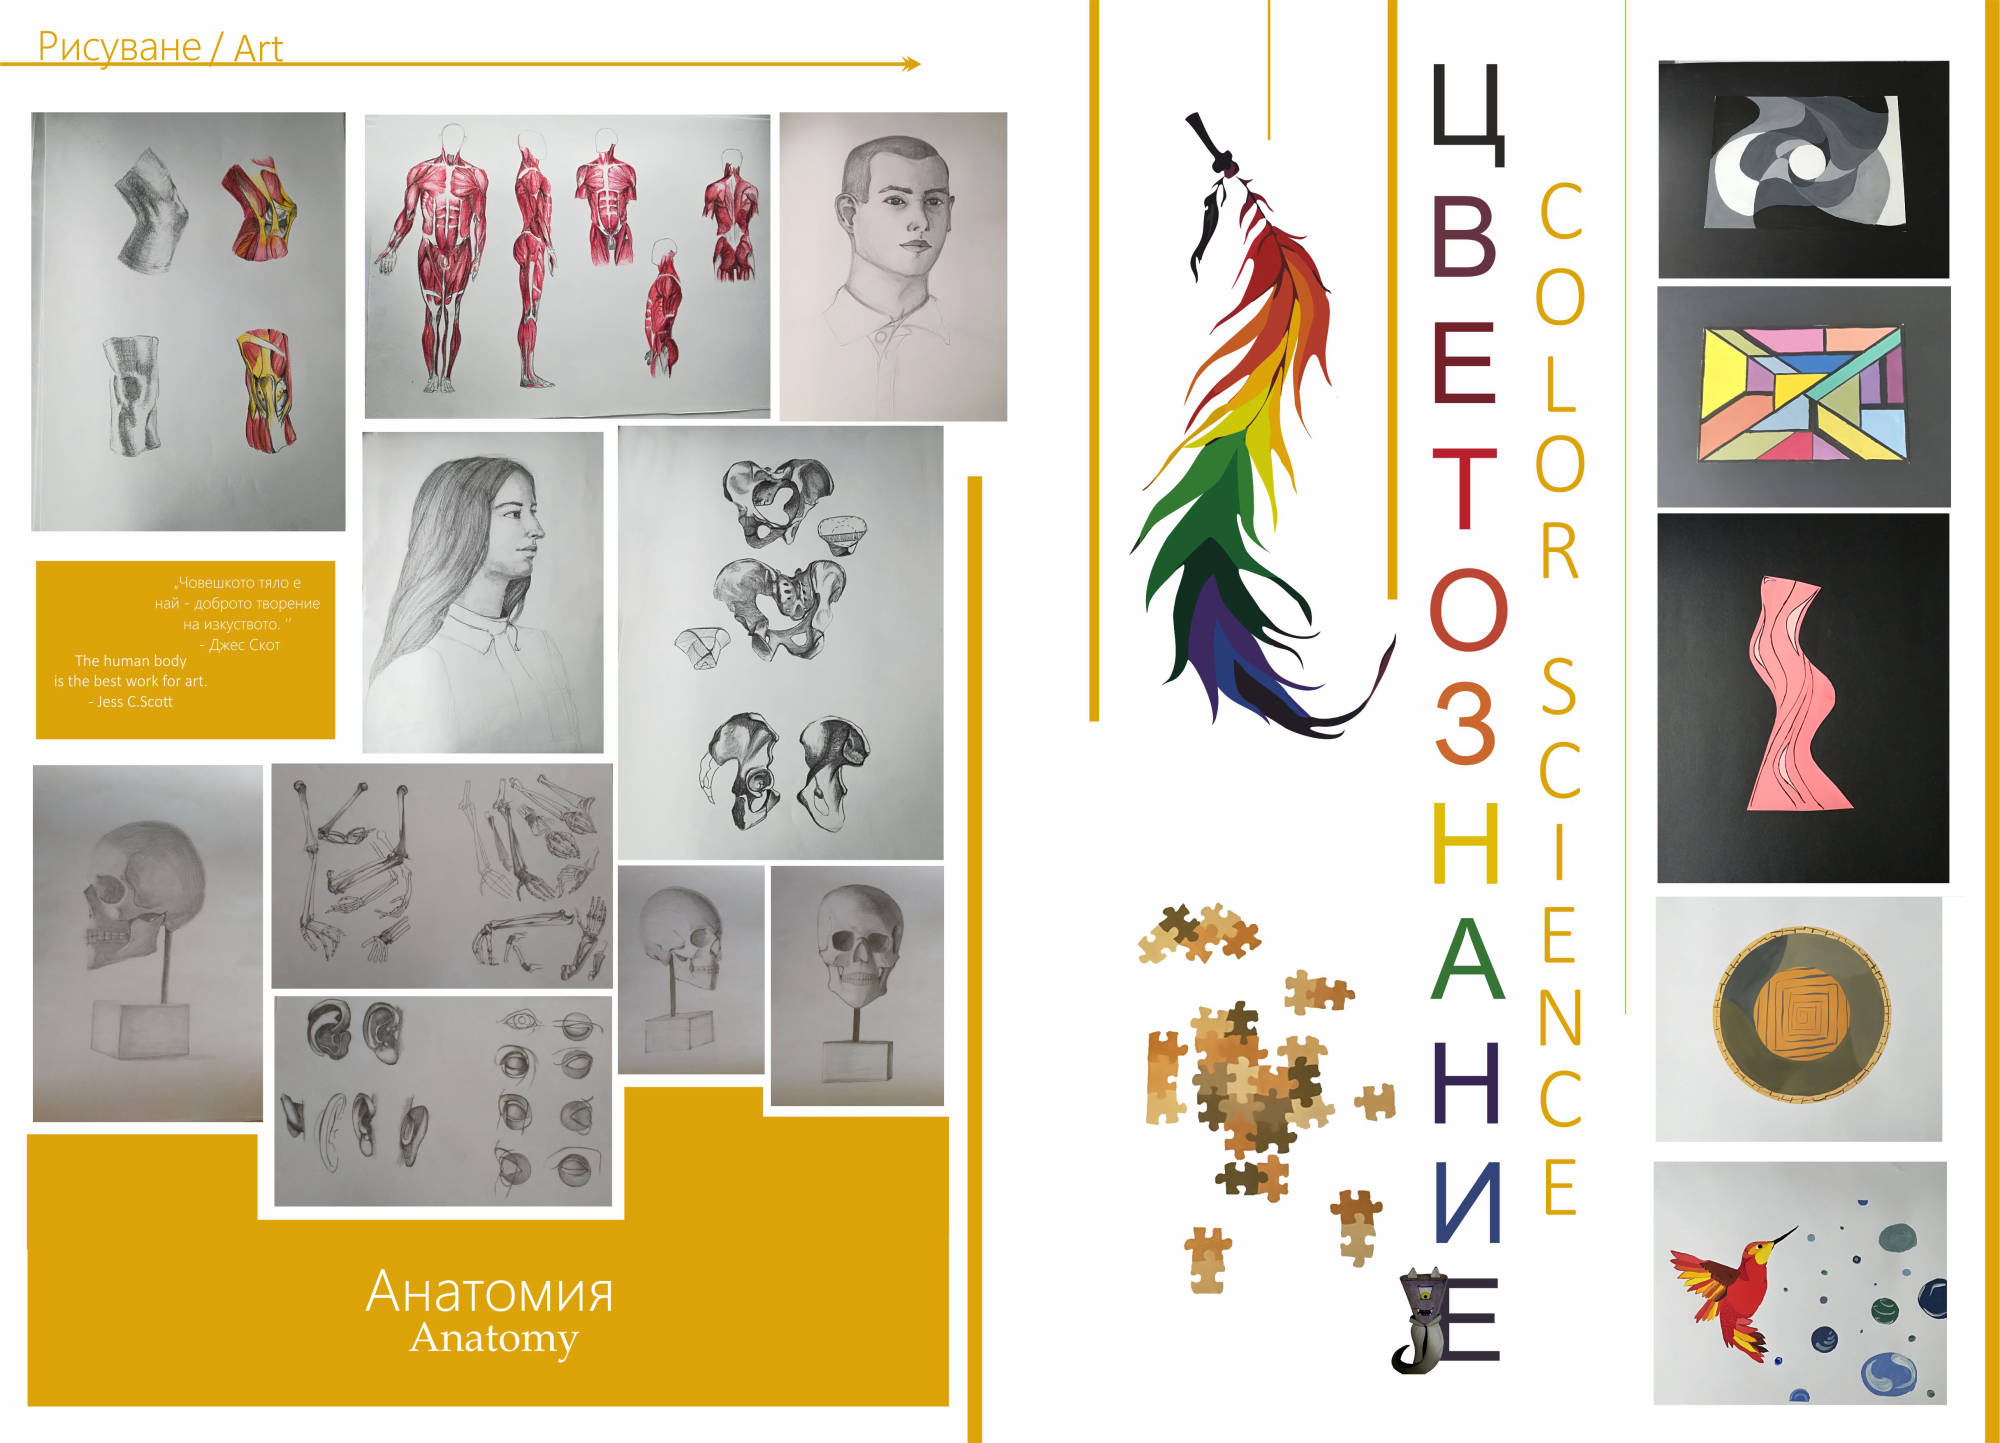 Рисуване / Art
„Човешкото тяло е
най - доброто творение
на изкуството. ‘‘
- Джес Скот
The human body
is the best work for art.
- Jess C.Scott
Анатомия
Anatomy
ЦВЕТОЗНАНИЕ
COLOR SCIENCE